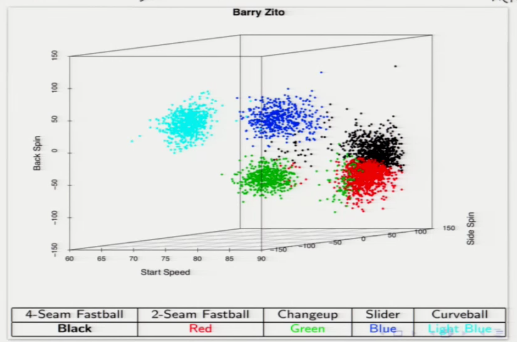 Barry Zito
150
100
50
0
-50
-100
-150
Back Spin
60 65 70 75 80 85 90
Start Speed
-150 -100 -50 0 50 100 150
Side Spin
4-Seam Fastball 2-Seam Fastball Changeup Slider Curveball
Black Red Green Blue Light Blue